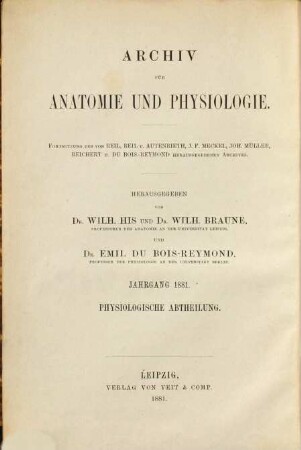 ARCHIV
FÜR
ANATOMIE UND PHYSIOLOGIE.
FORTSETZUNG DES VON REIL, REIL U. AUTENRIETH, J. F. MECKEL, JOH. MÜLLER,
REICHERT U. DU BOIS-REYMOND HERAUSGEGEBENEN ARCHIVES.
HERAUSGEGEBEN
VON
DR. WILH. HIS UND DR. WILH. BRAUNE,
PROFESSOREN DER ANATOMIE AN DER UNIVERSITÄT LEIPZIG,
UND
DR. EMIL DU BOIS-REYMOND,
PROFESSOR DER PHYSIOLOGIE AN DER UNIVERSITÄT BERLIN.
JAHRGANG 1881.
PHYSIOLOGISCHE ABTHEILUNG.
LEIPZIG,
VERLAG VON VEIT & COMP.
1881.